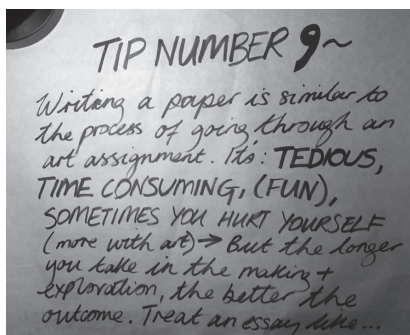 TIP NUMBER 9~
Writing a paper is similar to
the process of going through an
art assignment. It's: TEDIOUS,
TIME CONSUMING, (FUN),
SOMETIMES YOU HURT YOURSELF
(more with art) → But the longer
you take in the making +
exploration, the better the
outcome. Treat an essay like...